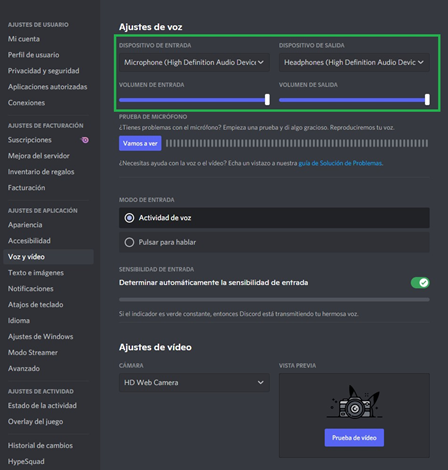 AJUSTES DE USUARIO
Mi cuenta
Perfil de usuario
Privacidad y seguridad
Aplicaciones autorizadas
Conexiones
AJUSTES DE FACTURACIÓN
Suscripciones
Mejora del servidor
Inventario de regalos
Facturación
AJUSTES DE APLICACIÓN
Apariencia
Accesibilidad
Voz y vídeo
Texto e imágenes
Notificaciones
Atajos de teclado
Idioma
Ajustes de Windows
Modo Streamer
Avanzado
AJUSTES DE ACTIVIDAD
Estado de la actividad
Overlay del juego
Historial de cambios
HypeSquad
Ajustes de voz
DISPOSITIVO DE ENTRADA
Microphone (High Definition Audio Device
DISPOSITIVO DE SALIDA
Headphones (High Definition Audio Devic
VOLUMEN DE ENTRADA
VOLUMEN DE SALIDA
PRUEBA DE MICRÓFONO
¿Tienes problemas con el micrófono? Empieza una prueba y di algo gracioso. Reproduciremos tu voz.
Vamos a ver
¿Necesitas ayuda con la voz o el vídeo? Echa un vistazo a nuestra guía de Solución de Problemas.
MODO DE ENTRADA
Actividad de voz
Pulsar para hablar
SENSIBILIDAD DE ENTRADA
Determinar automáticamente la sensibilidad de entrada
Si el indicador es verde constante, entonces Discord está transmitiendo tu hermosa voz.
Ajustes de vídeo
CÁMARA
HD Web Camera
VISTA PREVIA
Prueba de vídeo